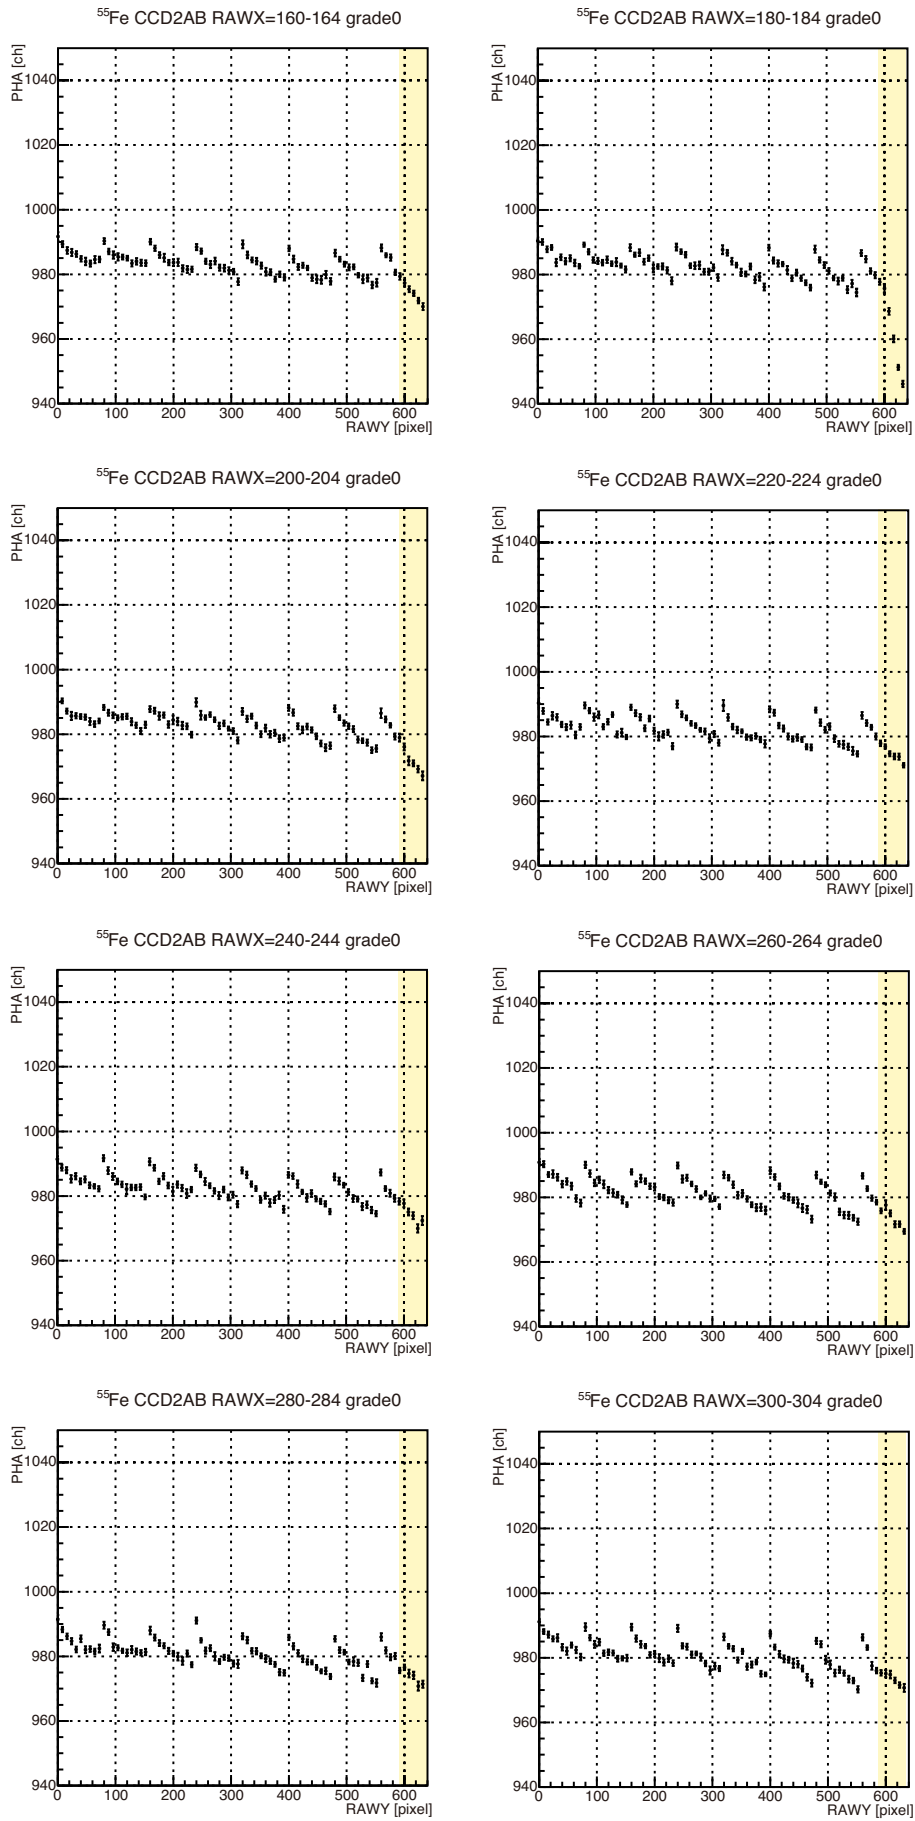 ⁵⁵Fe CCD2AB RAWX=160-164 grade0
PHA [ch]
1040
1020
1000
980
960
940
0 100 200 300 400 500 600
RAWY [pixel]
⁵⁵Fe CCD2AB RAWX=180-184 grade0
PHA [ch]
1040
1020
1000
980
960
940
0 100 200 300 400 500 600
RAWY [pixel]
⁵⁵Fe CCD2AB RAWX=200-204 grade0
PHA [ch]
1040
1020
1000
980
960
940
0 100 200 300 400 500 600
RAWY [pixel]
⁵⁵Fe CCD2AB RAWX=220-224 grade0
PHA [ch]
1040
1020
1000
980
960
940
0 100 200 300 400 500 600
RAWY [pixel]
⁵⁵Fe CCD2AB RAWX=240-244 grade0
PHA [ch]
1040
1020
1000
980
960
940
0 100 200 300 400 500 600
RAWY [pixel]
⁵⁵Fe CCD2AB RAWX=260-264 grade0
PHA [ch]
1040
1020
1000
980
960
940
0 100 200 300 400 500 600
RAWY [pixel]
⁵⁵Fe CCD2AB RAWX=280-284 grade0
PHA [ch]
1040
1020
1000
980
960
940
0 100 200 300 400 500 600
RAWY [pixel]
⁵⁵Fe CCD2AB RAWX=300-304 grade0
PHA [ch]
1040
1020
1000
980
960
940
0 100 200 300 400 500 600
RAWY [pixel]